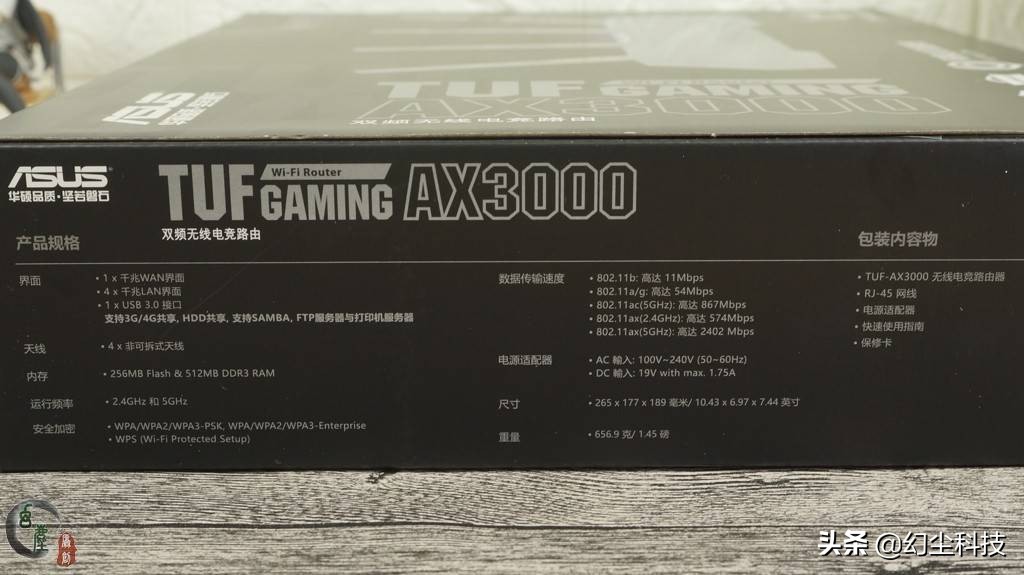 TUF GAMING
AX3000
双频无线电竞路由
ASUS
ASUS
华硕品质·坚若磐石
TUF GAMING Wi-Fi Router AX3000
双频无线电竞路由
产品规格
界面
• 1 x 千兆WAN界面
• 4 x 千兆LAN界面
• 1 x USB 3.0 接口
支持3G/4G共享, HDD共享, 支持SAMBA, FTP服务器与打印机服务器
天线
• 4 x 非可拆式天线
内存
• 256MB Flash & 512MB DDR3 RAM
运行频率
• 2.4GHz 和 5GHz
安全加密
• WPA/WPA2/WPA3-PSK, WPA/WPA2/WPA3-Enterprise
• WPS (Wi-Fi Protected Setup)
数据传输速度
• 802.11b: 高达 11Mbps
• 802.11a/g: 高达 54Mbps
• 802.11ac(5GHz): 高达 867Mbps
• 802.11ax(2.4GHz): 高达 574Mbps
• 802.11ax(5GHz): 高达 2402 Mbps
电源适配器
• AC 输入: 100V~240V (50~60Hz)
• DC 输入: 19V with max. 1.75A
尺寸
• 265 x 177 x 189 毫米/ 10.43 x 6.97 x 7.44 英寸
重量
• 656.9 克/ 1.45 磅
包装内容物
• TUF-AX3000 无线电竞路由器
• RJ-45 网线
• 电源适配器
• 快速使用指南
• 保修卡
头条 @幻尘科技